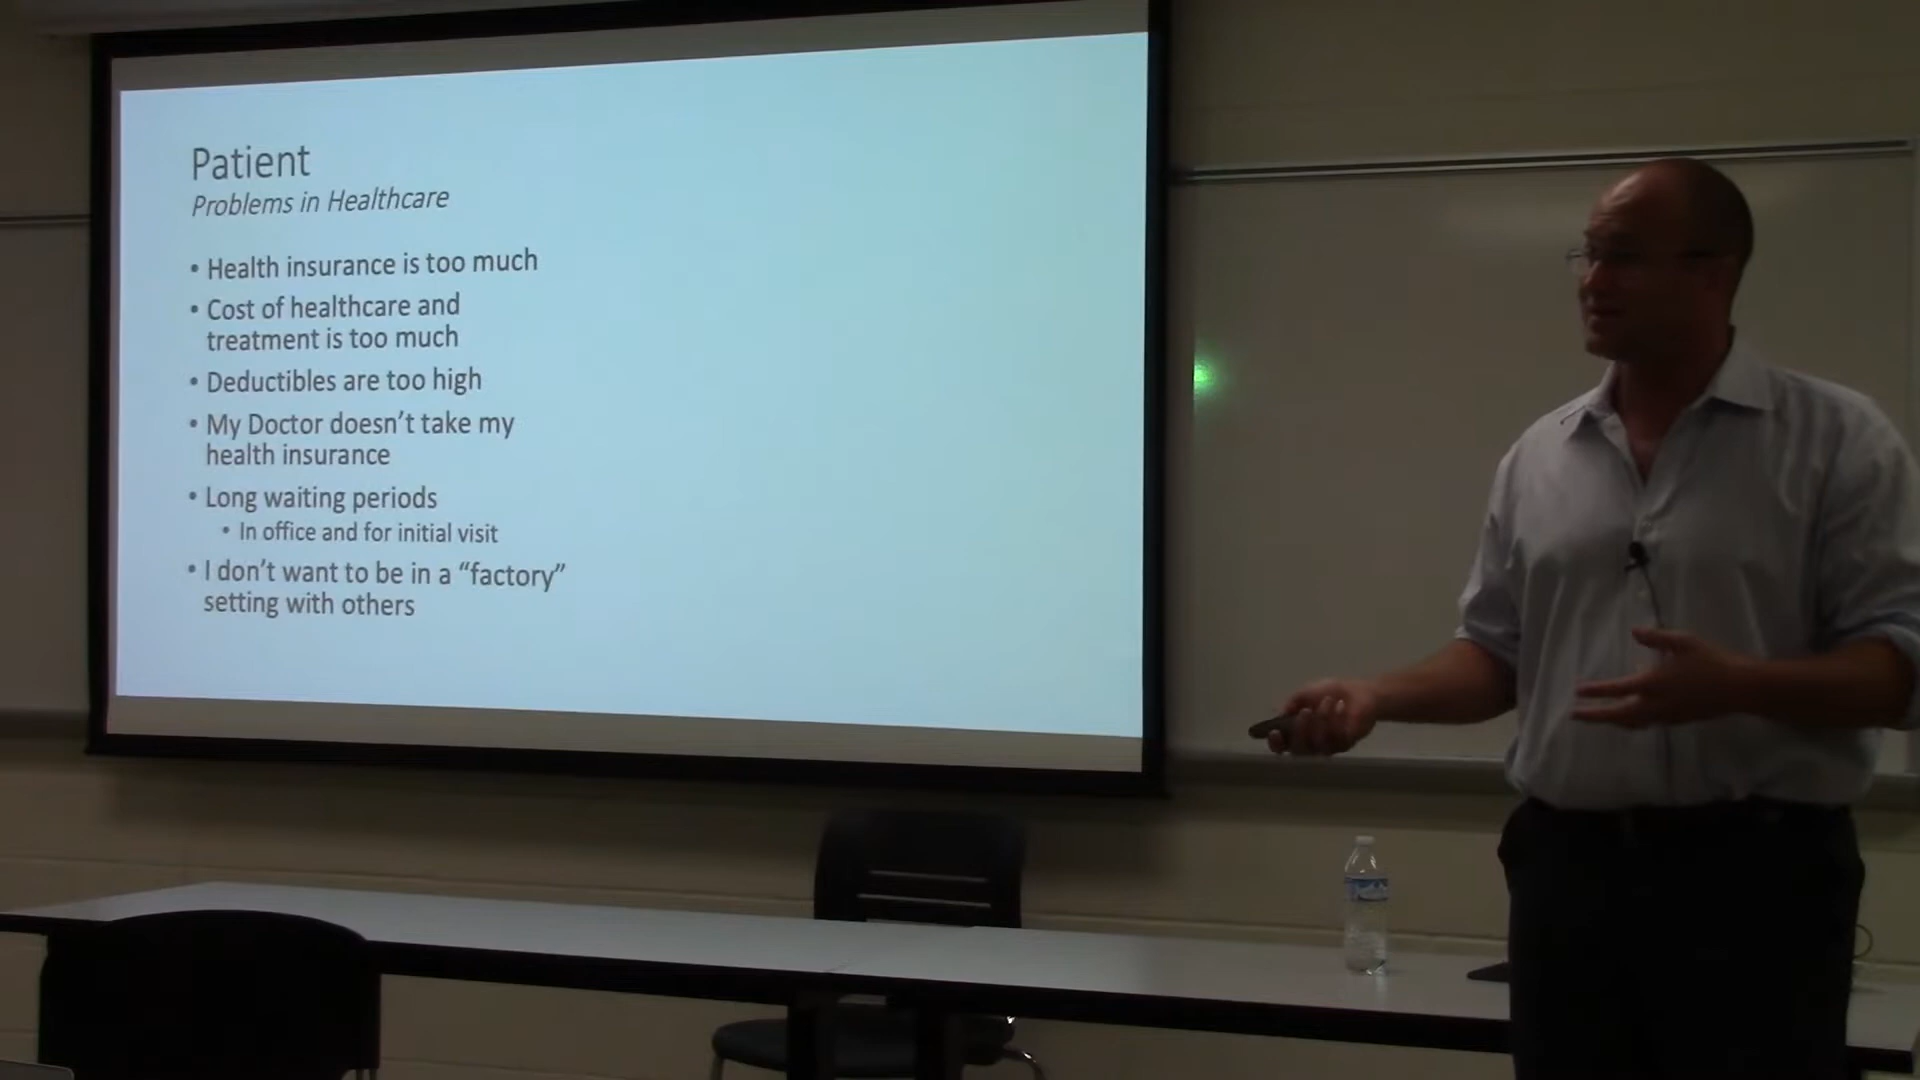 Patient
Problems in Healthcare
• Health insurance is too much
• Cost of healthcare and
treatment is too much
• Deductibles are too high
• My Doctor doesn't take my
health insurance
• Long waiting periods
• In office and for initial visit
• I don't want to be in a “factory”
setting with others